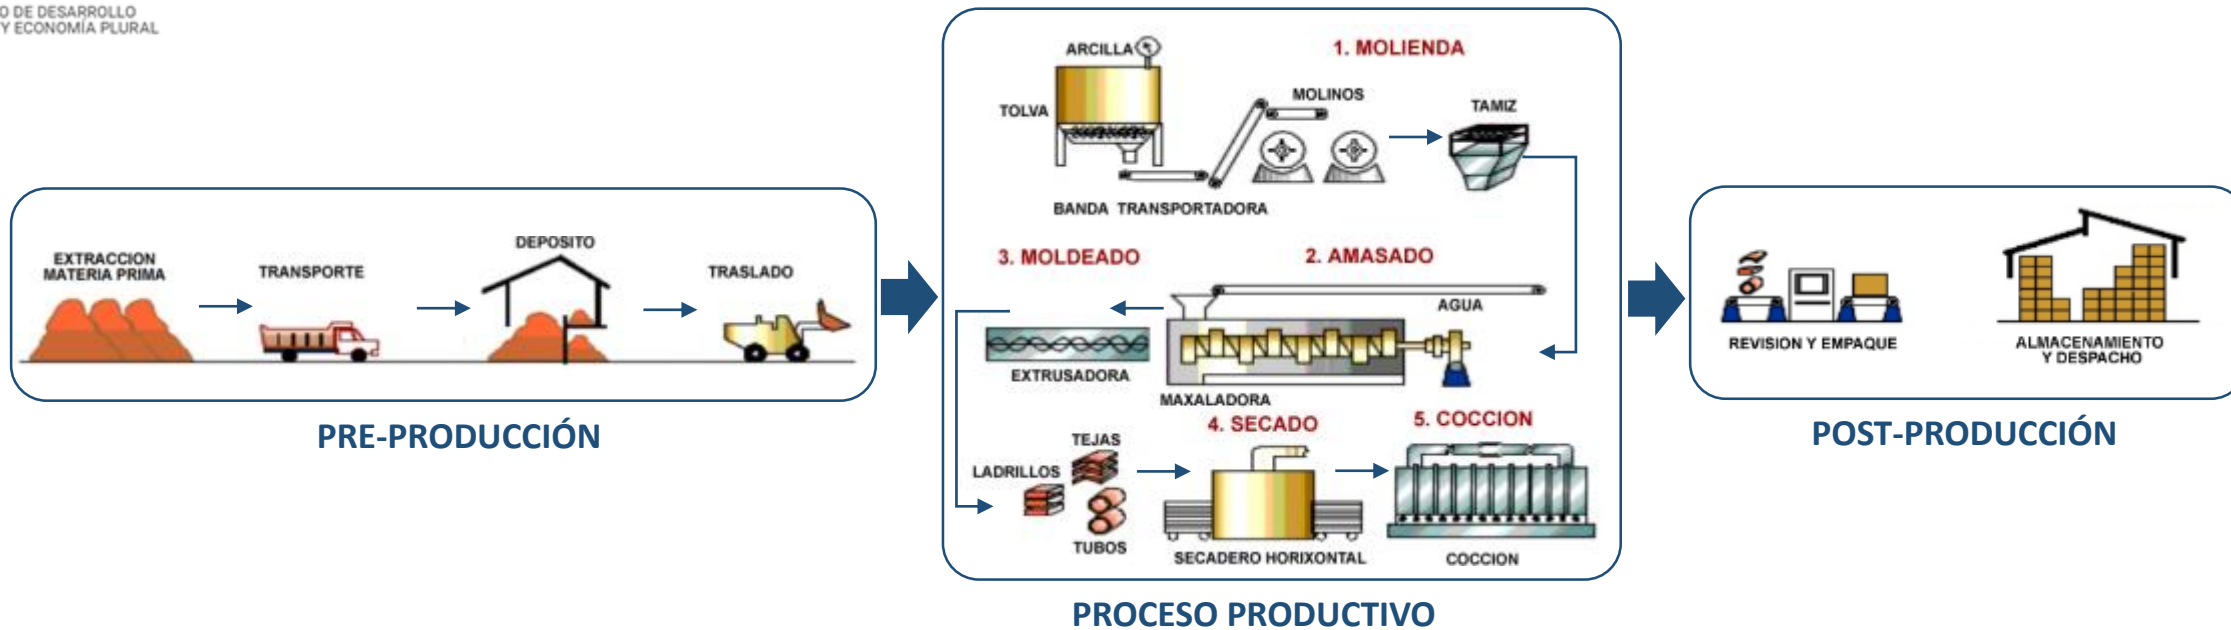 DE DESARROLLO
Y ECONOMÍA PLURAL
EXTRACCION
MATERIA PRIMA
TRANSPORTE
DEPOSITO
TRASLADO
PRE-PRODUCCIÓN
ARCILLA
1. MOLIENDA
TOLVA
MOLINOS
TAMIZ
BANDA TRANSPORTADORA
3. MOLDEADO
2. AMASADO
AGUA
EXTRUSADORA
MAXALADORA
4. SECADO
5. COCCION
TEJAS
LADRILLOS
TUBOS
SECADERO HORIXONTAL
COCCION
PROCESO PRODUCTIVO
REVISION Y EMPAQUE
ALMACENAMIENTO
Y DESPACHO
POST-PRODUCCIÓN